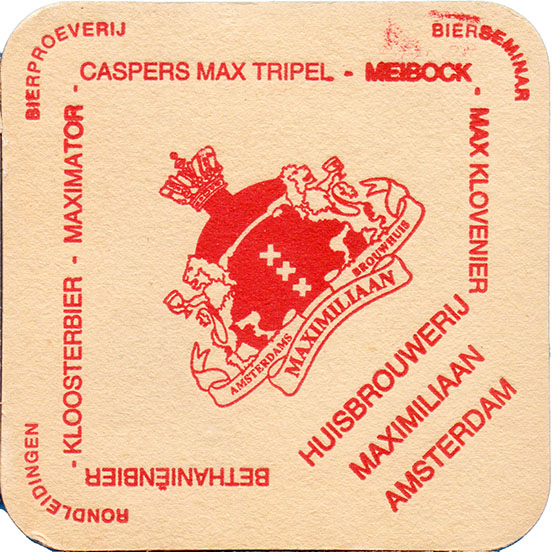 BIERPROEVERIJ
BIERSEMINAR
- CASPERS MAX TRIPEL - MEIBOCK
- MAX KLOVENIER
BETHANIËNBIER
- KLOOSTERBIER - MAXIMATOR
RONDLEIDINGEN
AMSTERDAMS BROUWHUIS
MAXIMILIAAN
HUISBROUWERIJ
MAXIMILIAAN
AMSTERDAM